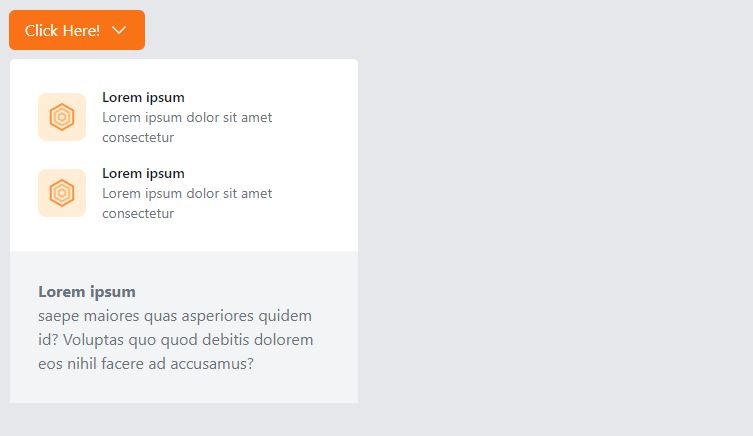 Click Here!
Lorem ipsum
Lorem ipsum dolor sit amet
consectetur
Lorem ipsum
Lorem ipsum dolor sit amet
consectetur
Lorem ipsum
saepe maiores quas asperiores quidem
id? Voluptas quo quod debitis dolorem
eos nihil facere ad accusamus?